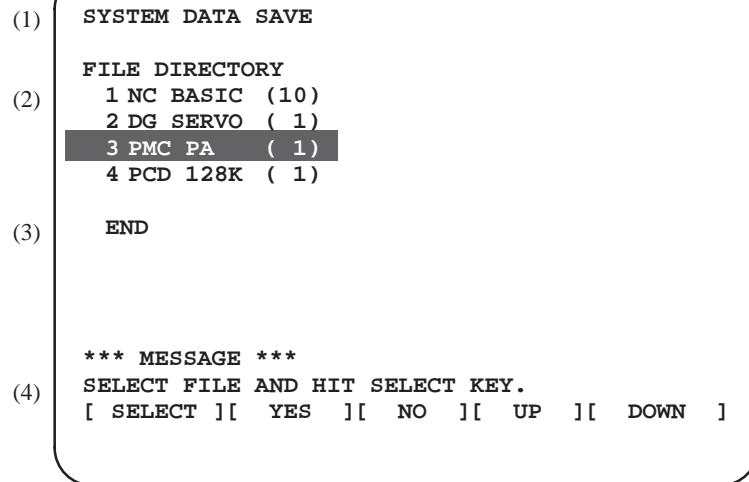 (1) SYSTEM DATA SAVE
FILE DIRECTORY
(2) 1 NC BASIC (10)
2 DG SERVO ( 1)
3 PMC PA ( 1)
4 PCD 128K ( 1)
(3) END
*** MESSAGE ***
(4) SELECT FILE AND HIT SELECT KEY.
[ SELECT ][ YES ][ NO ][ UP ][ DOWN ]